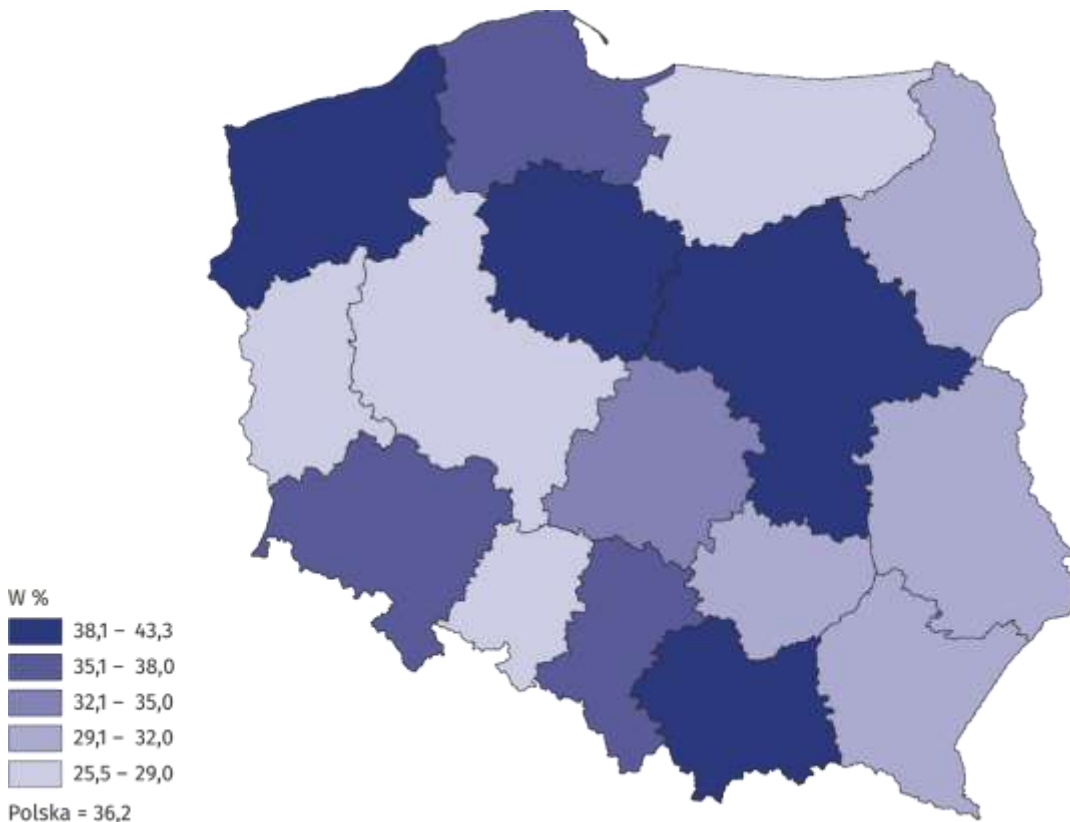 W %
38,1 – 43,3
35,1 – 38,0
32,1 – 35,0
29,1 – 32,0
25,5 – 29,0
Polska = 36,2